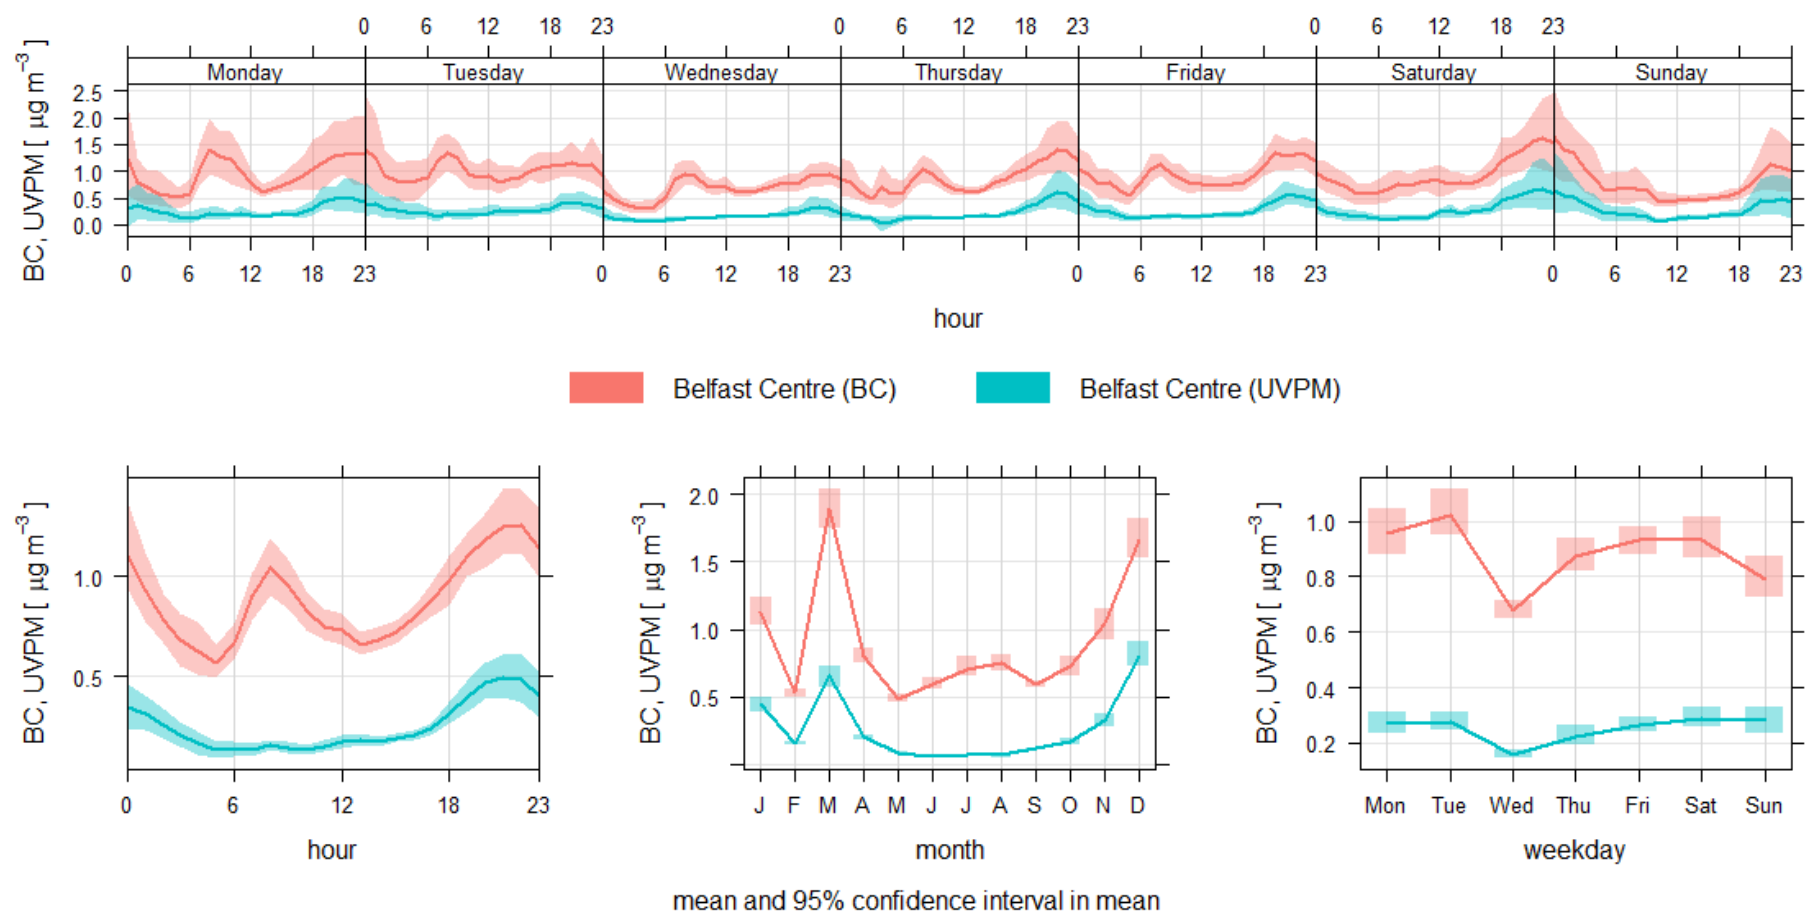 0 6 12 18 23 0 6 12 18 23 0 6 12 18 23
Monday Tuesday Wednesday Thursday Friday Saturday Sunday
BC, UVPM [ µg m⁻³ ]
2.5
2.0
1.5
1.0
0.5
0.0
0 6 12 18 23 0 6 12 18 23 0 6 12 18 23 0 6 12 18 23
hour
Belfast Centre (BC) Belfast Centre (UVPM)
BC, UVPM [ µg m⁻³ ]
1.0
0.5
0 6 12 18 23
hour
BC, UVPM [ µg m⁻³ ]
2.0
1.5
1.0
0.5
J F M A M J J A S O N D
month
BC, UVPM [ µg m⁻³ ]
1.0
0.8
0.6
0.4
0.2
Mon Tue Wed Thu Fri Sat Sun
weekday
mean and 95% confidence interval in mean